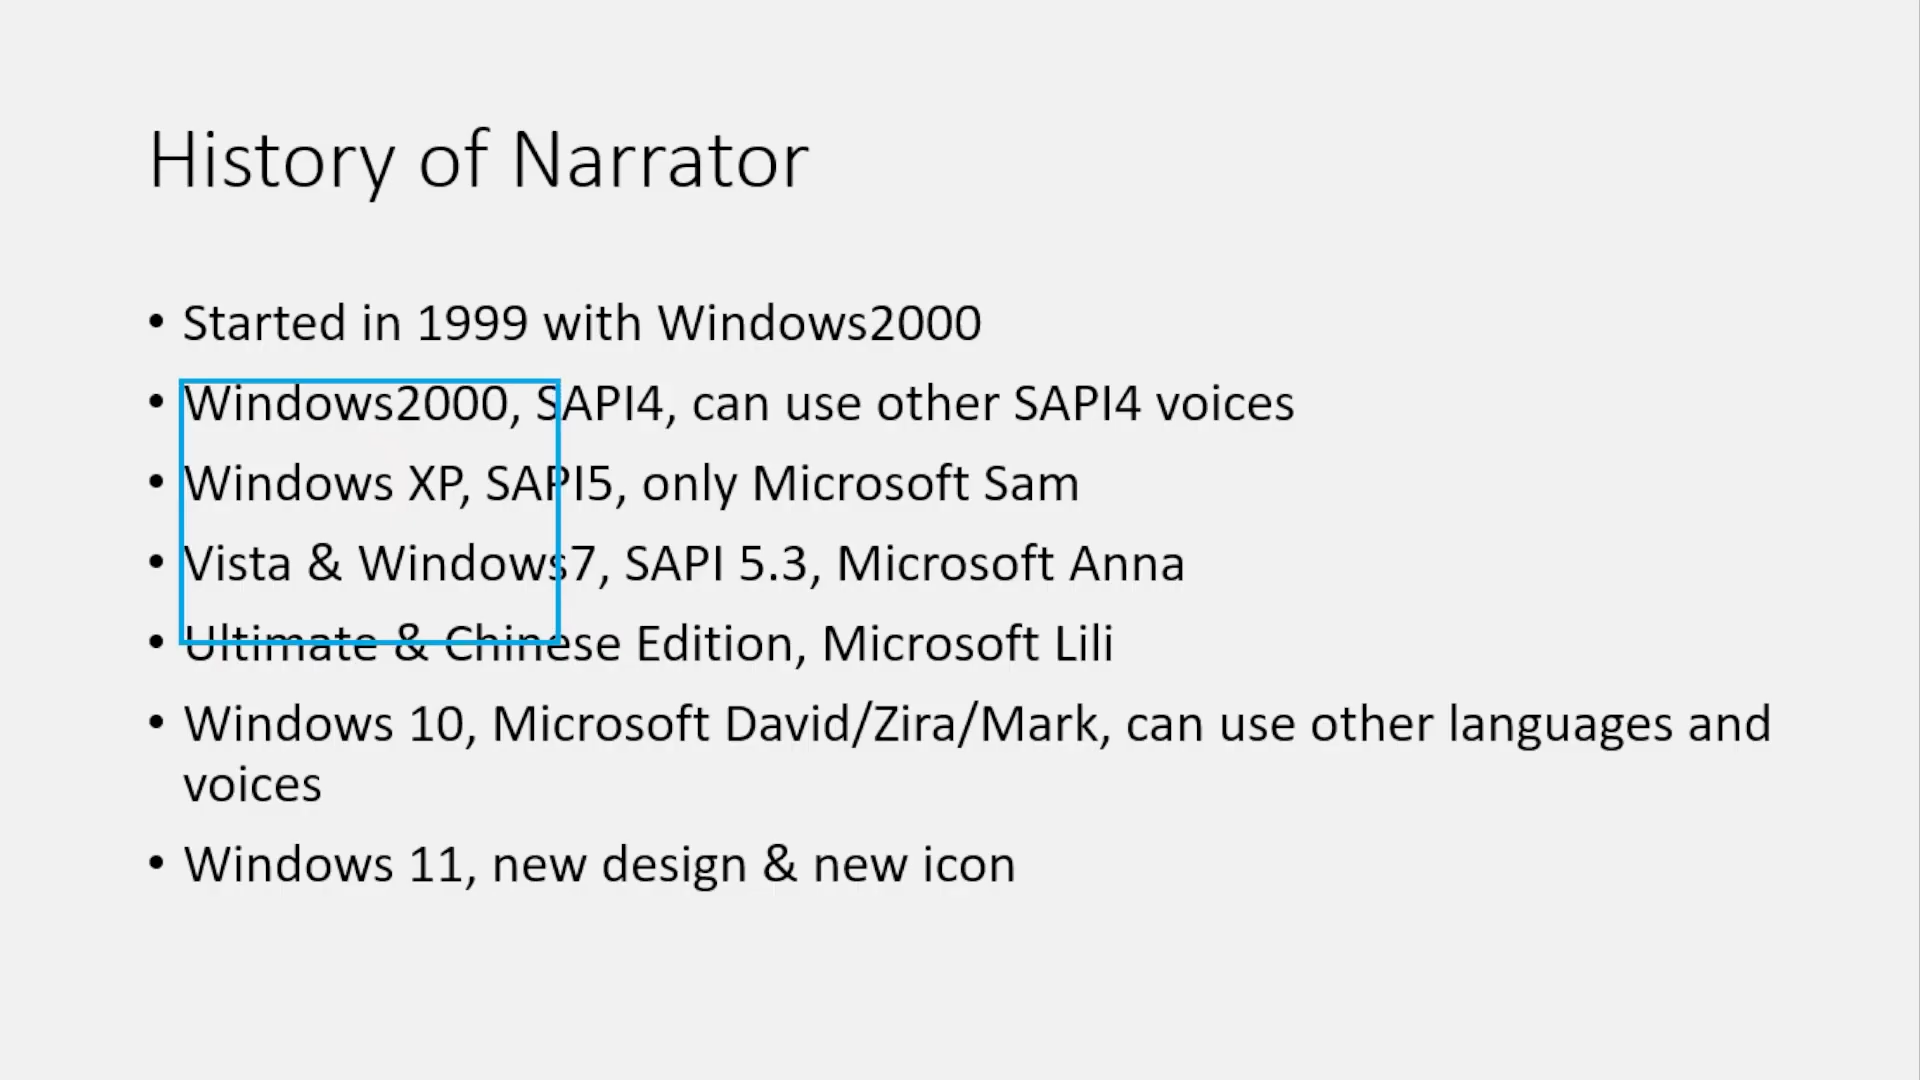 History of Narrator
• Started in 1999 with Windows2000
• Windows2000, SAPI4, can use other SAPI4 voices
• Windows XP, SAPI5, only Microsoft Sam
• Vista & Windows7, SAPI 5.3, Microsoft Anna
• Ultimate & Chinese Edition, Microsoft Lili
• Windows 10, Microsoft David/Zira/Mark, can use other languages and
voices
• Windows 11, new design & new icon